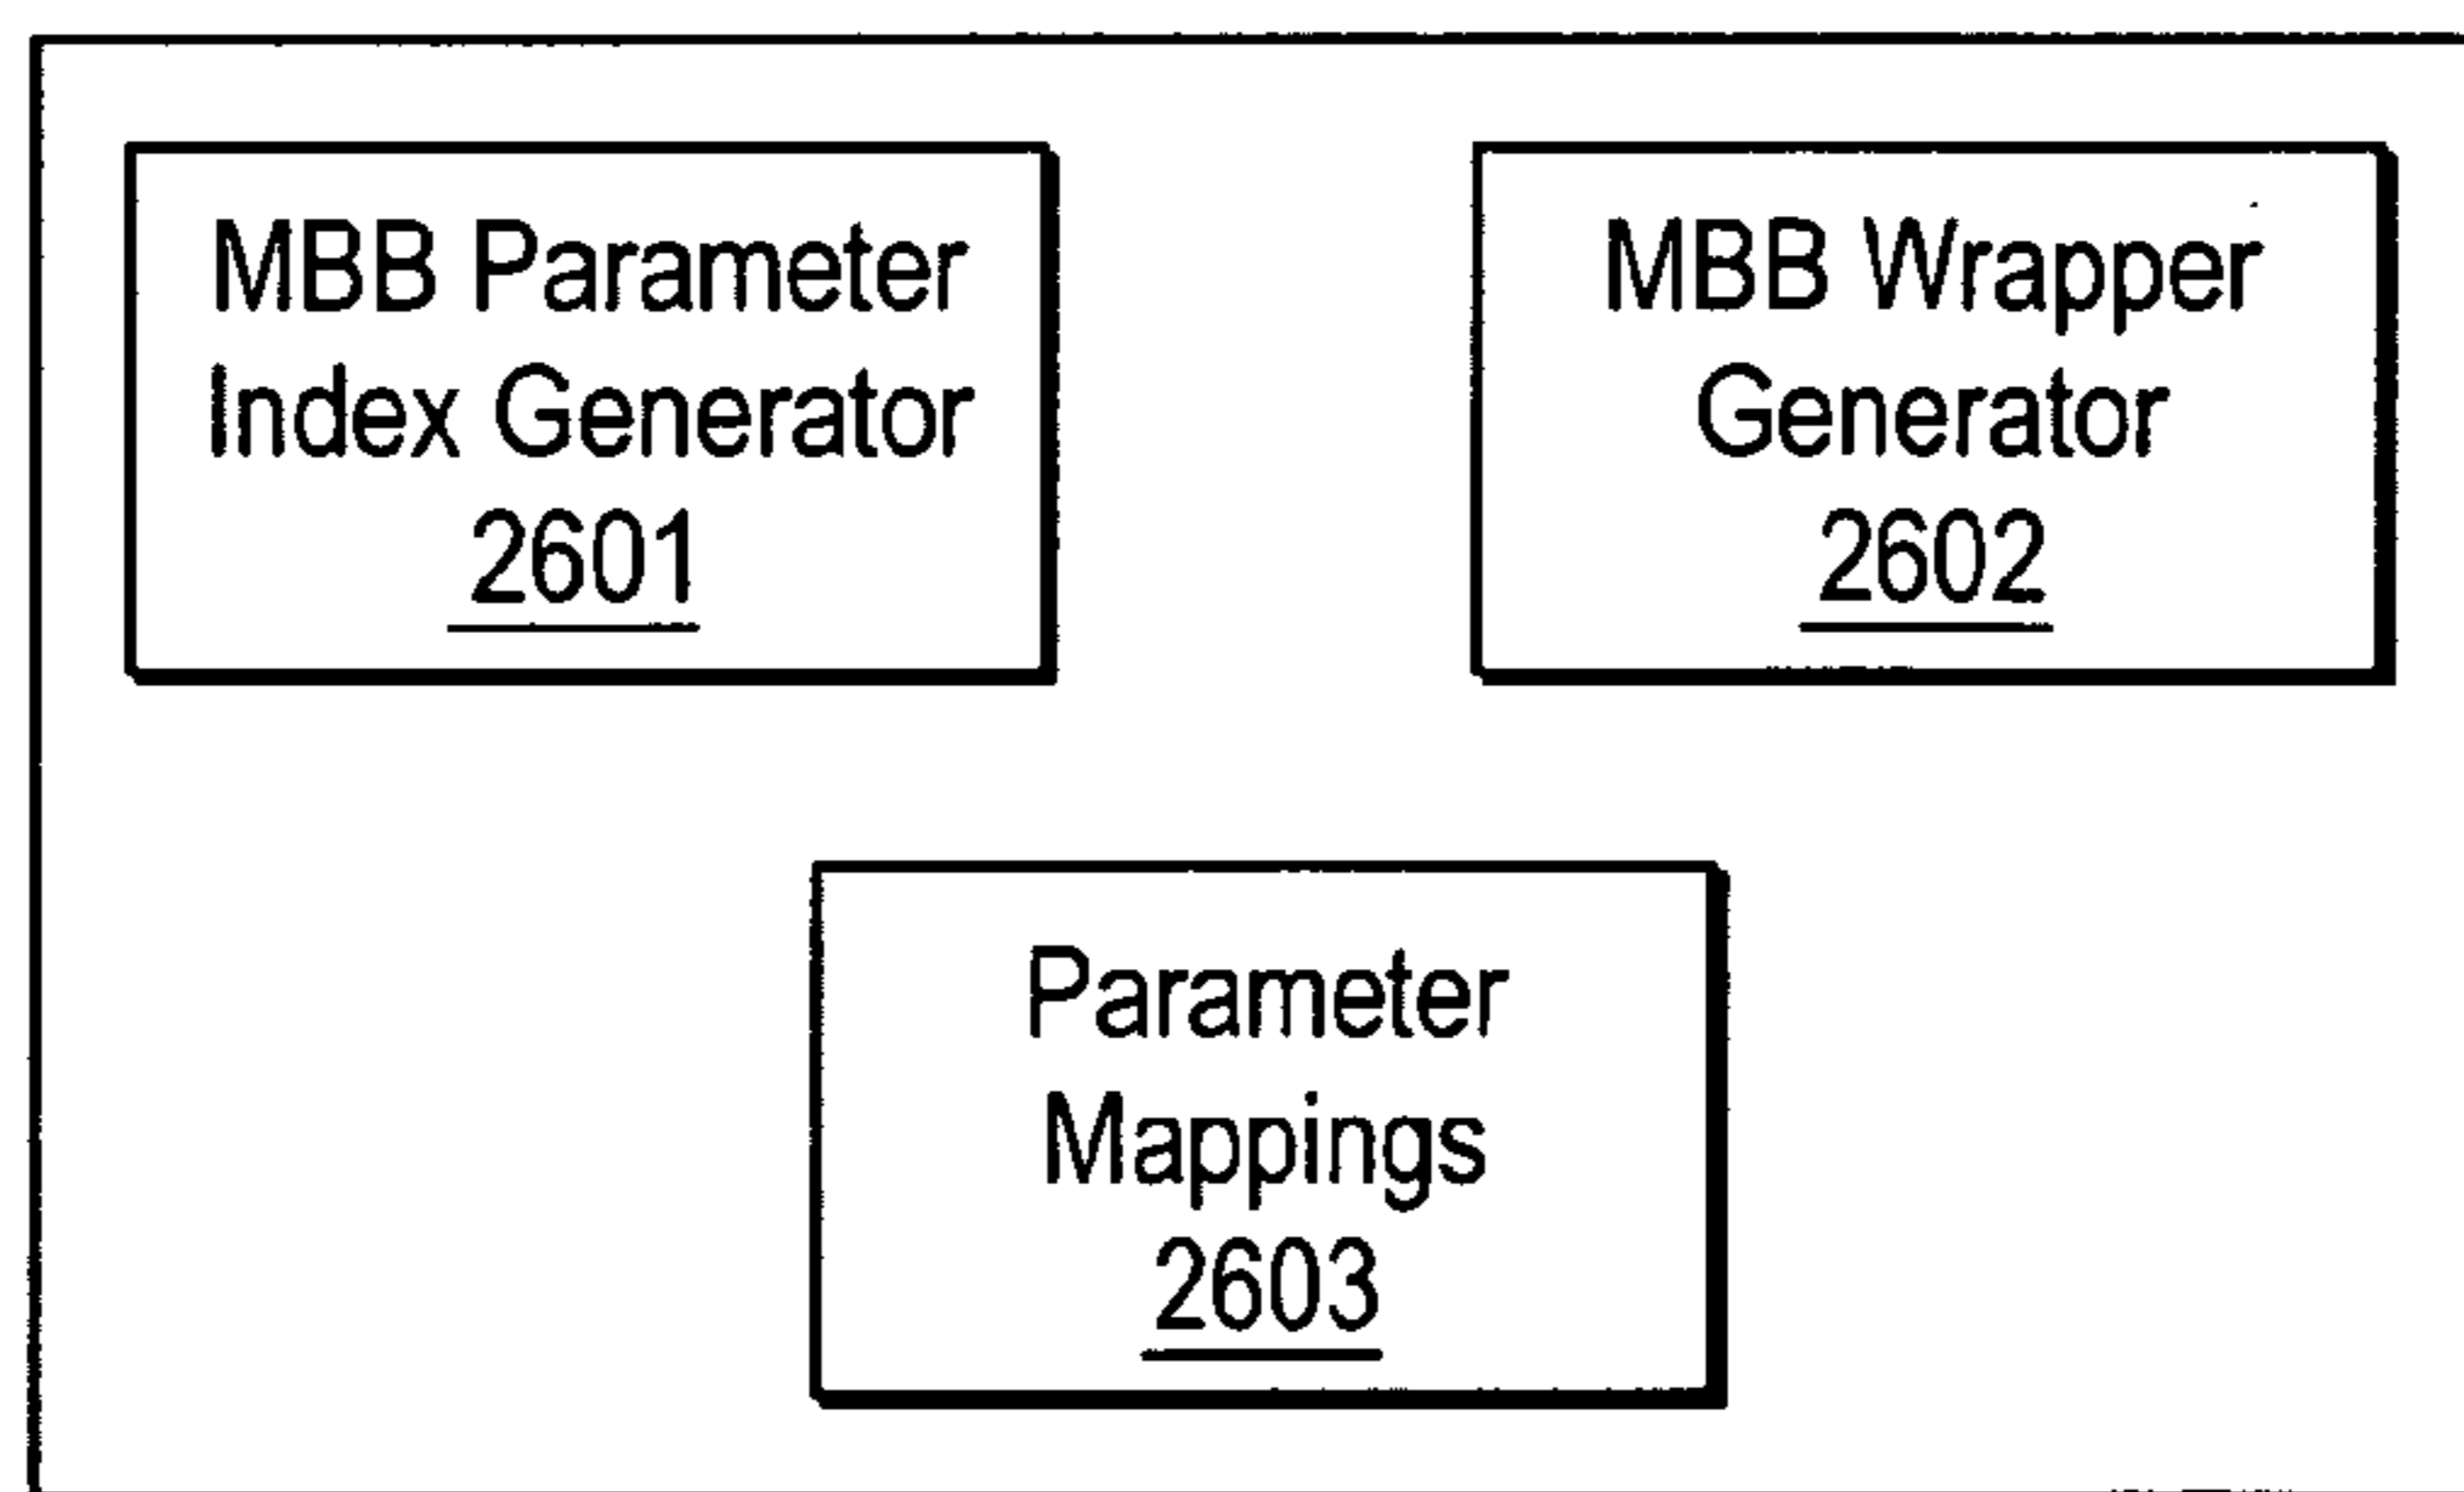 MBB Parameter
Index Generator
2601
MBB Wrapper
Generator
2602
Parameter
Mappings
2603